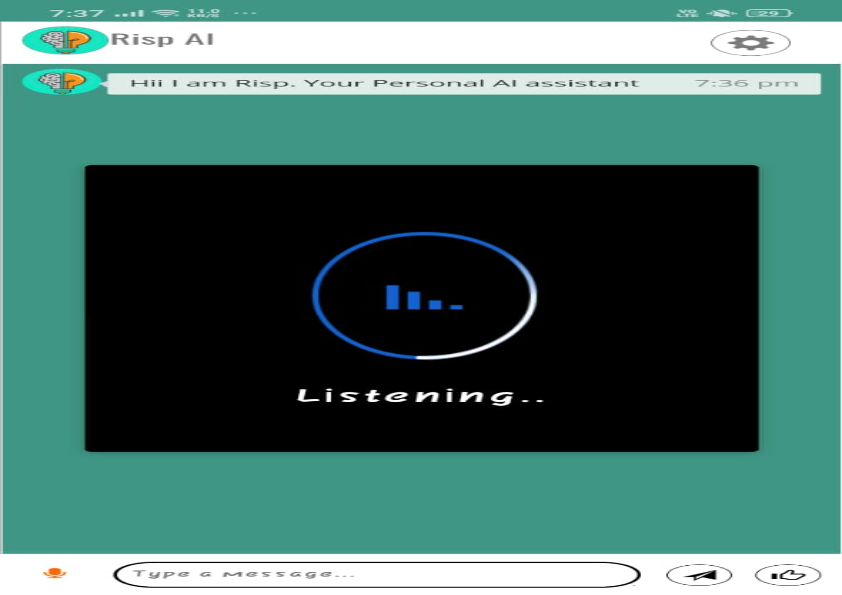 7:37 11.0 KB/S ... VO LTE 29
Risp AI
Hii I am Risp. Your Personal AI assistant 7:36 pm
Listening..
Type a message...